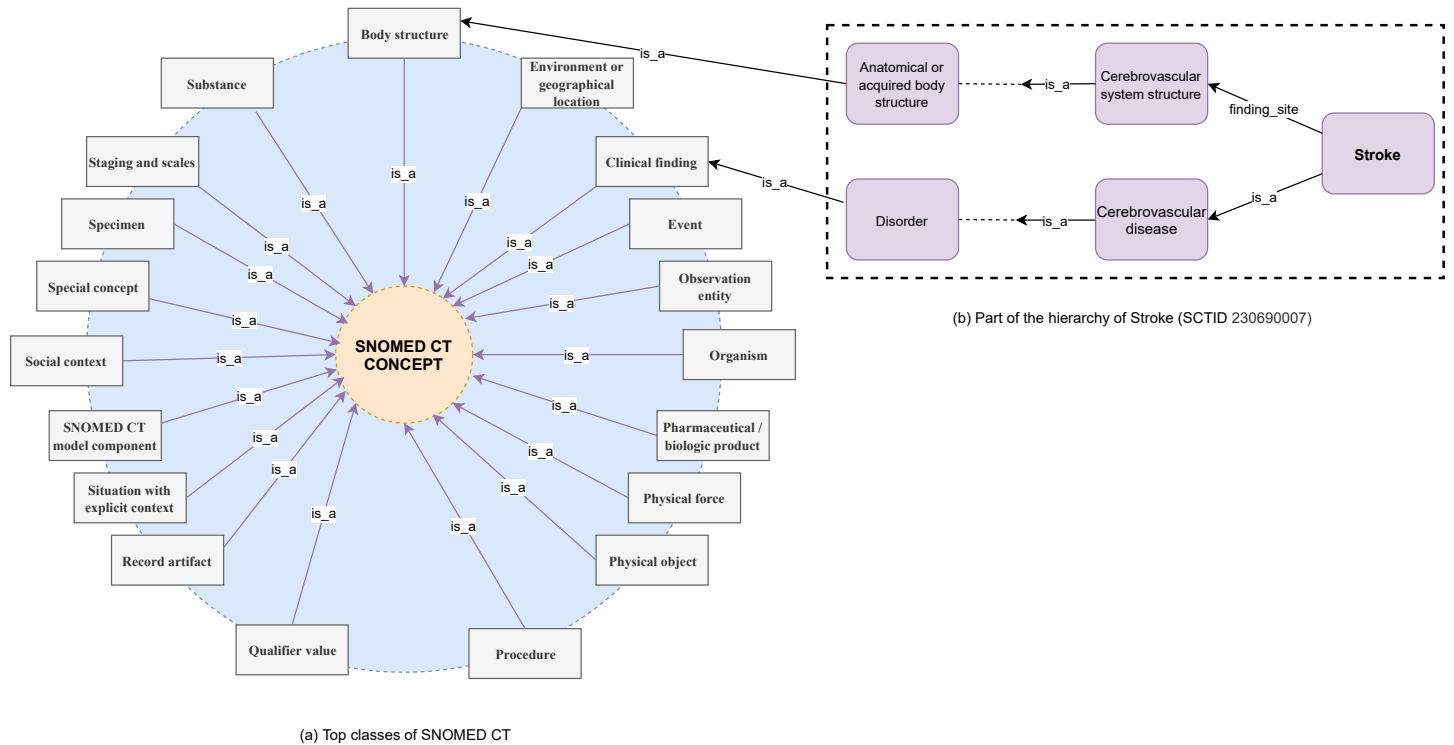 Body structure
is_a
Substance
is_a
Environment or
geographical
location
is_a
Staging and scales
is_a
Clinical finding
is_a
Specimen
is_a
Event
is_a
Special concept
is_a
Observation
entity
is_a
Social context
is_a
SNOMED CT
CONCEPT
Organism
is_a
SNOMED CT
model component
is_a
Pharmaceutical /
biologic product
is_a
Situation with
explicit context
is_a
Physical force
is_a
Record artifact
is_a
Physical object
is_a
Qualifier value
is_a
Procedure
is_a
(a) Top classes of SNOMED CT
is_a
Anatomical or
acquired body
structure
is_a
Cerebrovascular
system structure
finding_site
Stroke
is_a
Disorder
is_a
Cerebrovascular
disease
is_a
(b) Part of the hierarchy of Stroke (SCTID 230690007)